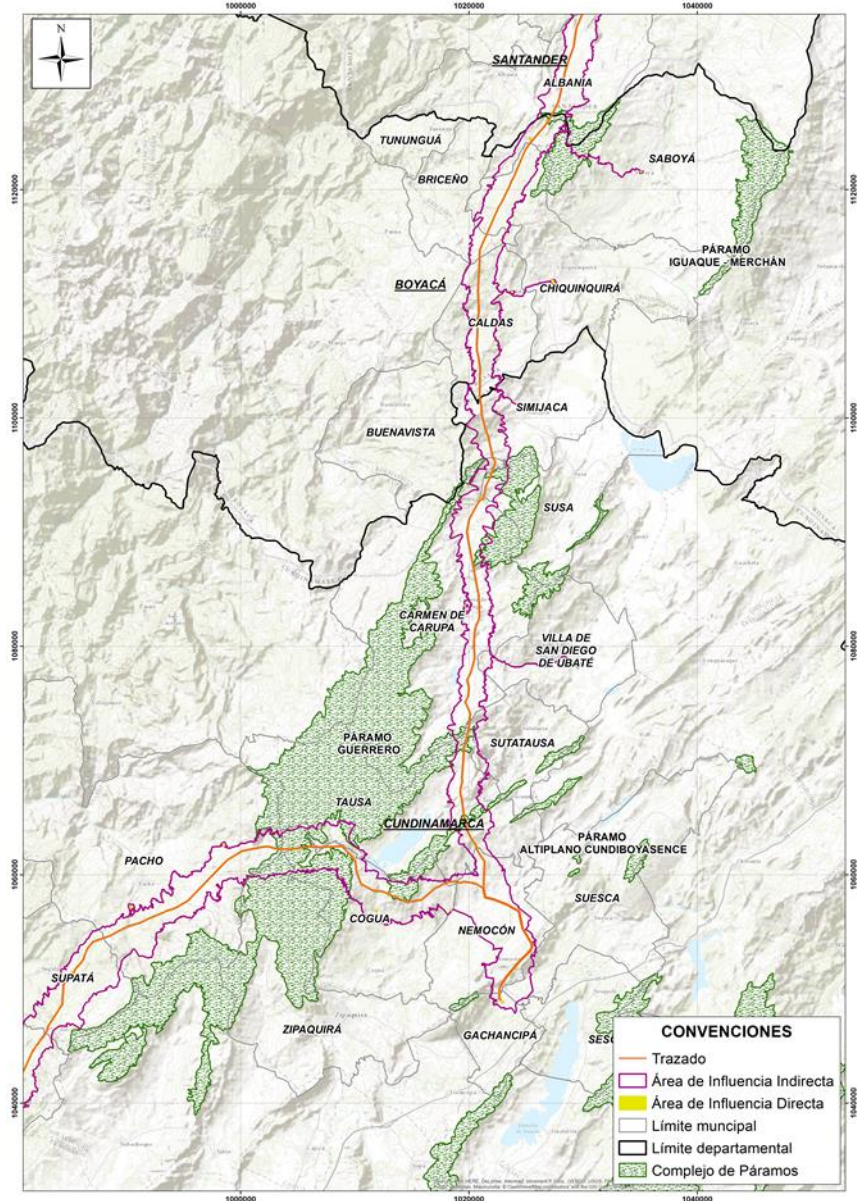 1000000
1020000
1040000
N
SANTANDER
ALBANIA
TUNUNGUÁ
SABOYÁ
BRICEÑO
1120000
1120000
PÁRAMO
IGUAQUE - MERCHÁN
BOYACÁ
CHIQUINQUIRÁ
CALDAS
SIMIJACA
1100000
1100000
BUENAVISTA
SUSA
CARMEN DE
CARUPA
VILLA DE
SAN DIEGO
DE UBATÉ
1080000
1080000
PÁRAMO
GUERRERO
SUTATAUSA
TAUSA
CUNDINAMARCA
PÁRAMO
ALTIPLANO CUNDIBOYASENCE
PACHO
1060000
1060000
SUESCA
COGUA
NEMOCÓN
SUPATÁ
ZIPAQUIRÁ
GACHANCIPÁ
SESQ
1040000
1040000
CONVENCIONES
Trazado
Área de Influencia Indirecta
Área de Influencia Directa
Límite muncipal
Límite departamental
Complejo de Páramos
1000000
1020000
1040000